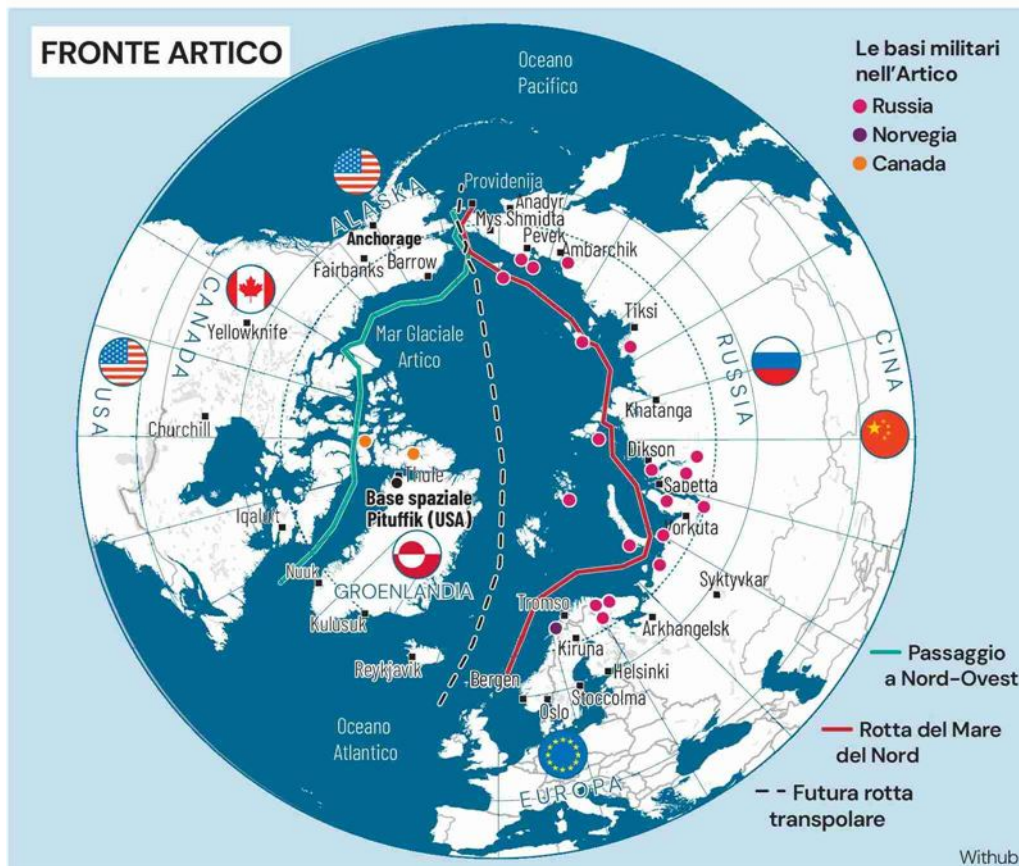 FRONTE ARTICO
Le basi militari
nell'Artico
Russia
Norvegia
Canada
Oceano
Pacifico
Providenija
Anadyr
Mys Shmidta
Pevek
Ambarchik
ALASKA
Anchorage
Fairbanks
Barrow
CANADA
Yellowknife
Mar Glaciale
Artico
Tiksi
RUSSIA
CINA
USA
Churchill
Khatanga
Dikson
Sabetta
Thule
Base spaziale
Pituffik (USA)
Iqaluit
Vorkuta
Nuuk
GROENLANDIA
Syktyvkar
Kulusuk
Tromso
Arkhangelsk
Kiruna
Reykjavik
Bergen
Helsinki
Stoccolma
Oslo
Oceano
Atlantico
EUROPA
Passaggio
a Nord-Ovest
Rotta del Mare
del Nord
Futura rotta
transpolare
Withub